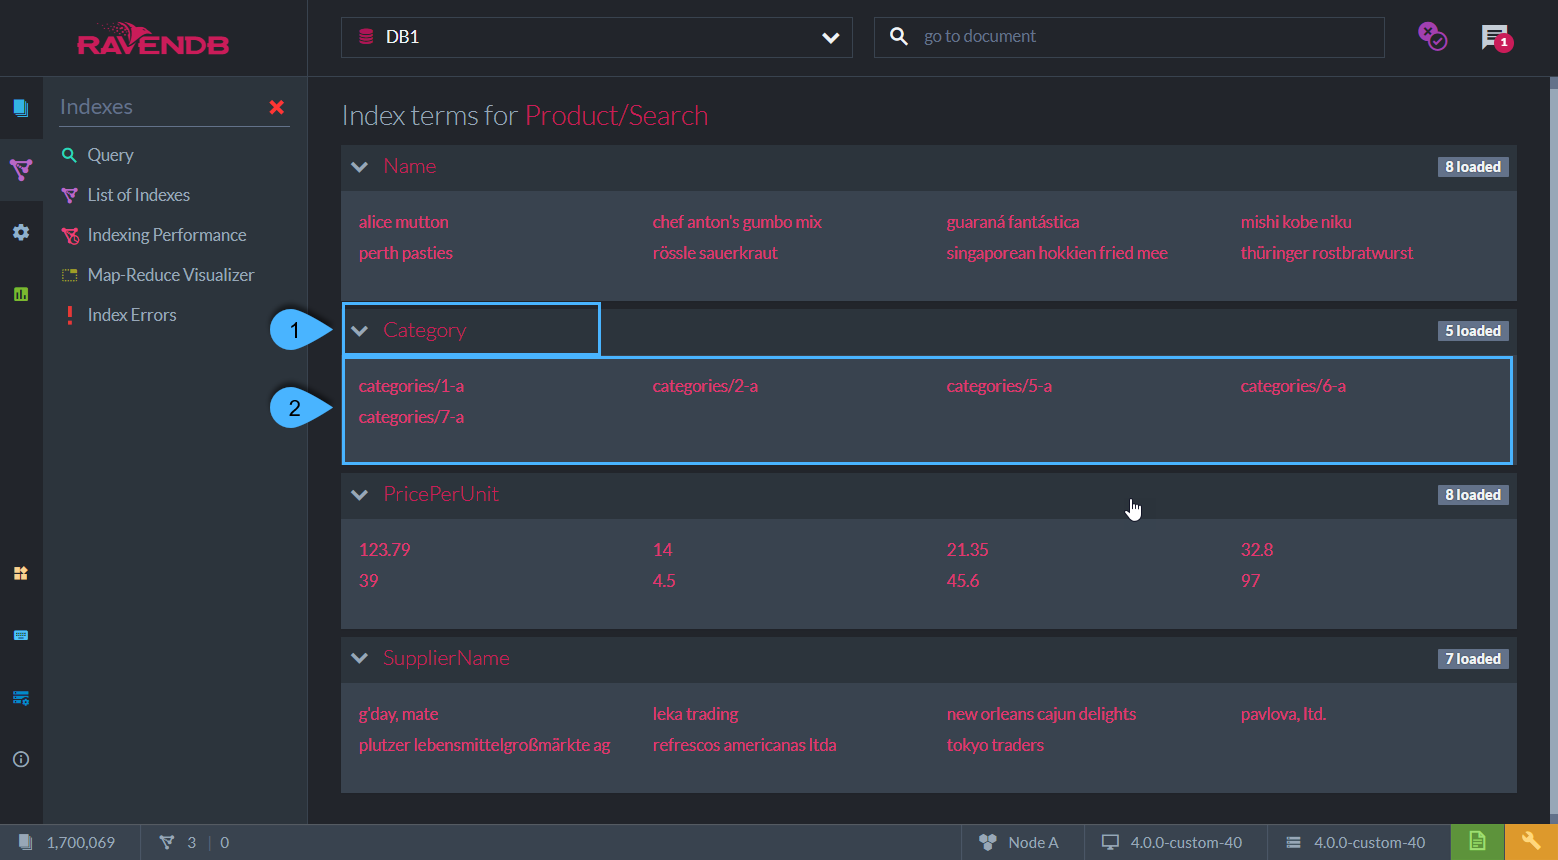 RAVENDB
DB1
go to document
1
Indexes
Query
List of Indexes
Indexing Performance
Map-Reduce Visualizer
Index Errors
Index terms for Product/Search
Name 8 loaded
alice mutton chef anton's gumbo mix guaraná fantástica mishi kobe niku
perth pasties rössle sauerkraut singaporean hokkien fried mee thüringer rostbratwurst
1 Category 5 loaded
categories/1-a categories/2-a categories/5-a categories/6-a
2 categories/7-a
PricePerUnit 8 loaded
123.79 14 21.35 32.8
39 4.5 45.6 97
SupplierName 7 loaded
g'day, mate leka trading new orleans cajun delights pavlova, ltd.
plutzer lebensmittelgroßmärkte ag refrescos americanas ltda tokyo traders
1,700,069 3 | 0 Node A 4.0.0-custom-40 4.0.0-custom-40